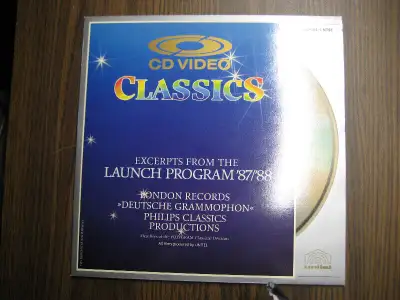 CD VIDEO
CLASSICS
EXCERPTS FROM THE
LAUNCH PROGRAM '87/'88
LONDON RECORDS
»DEUTSCHE GRAMMOPHON«
PHILIPS CLASSICS
PRODUCTIONS